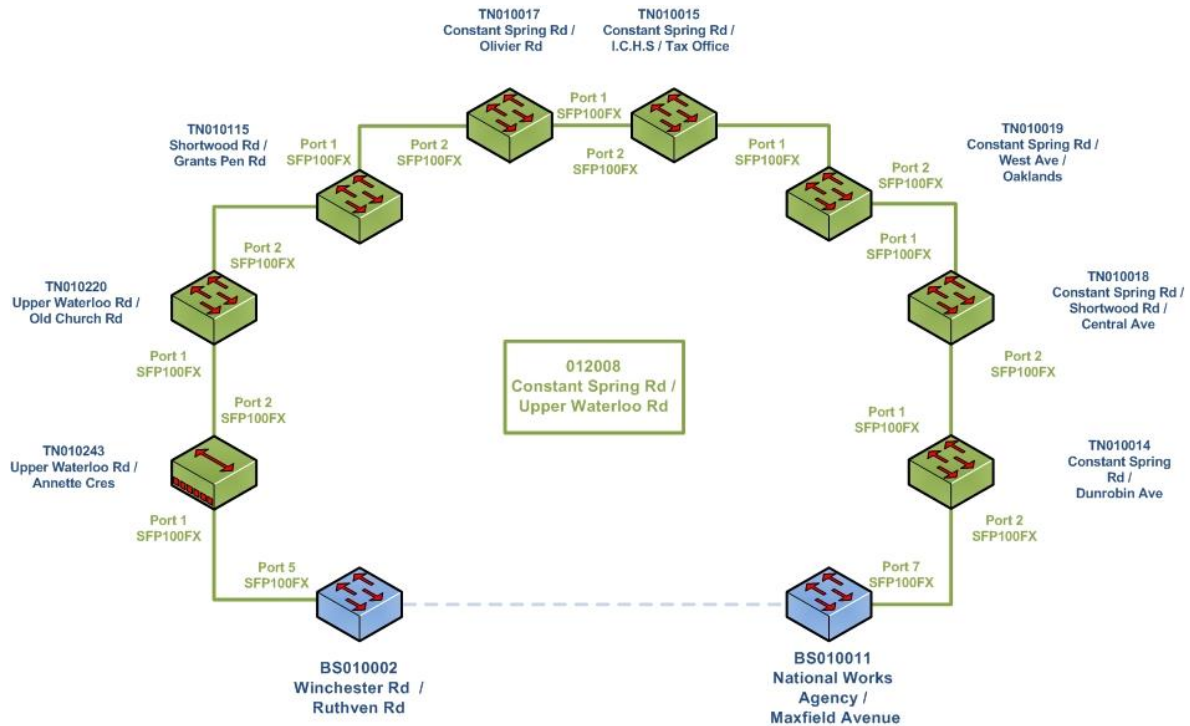 TN010017
Constant Spring Rd /
Olivier Rd
TN010015
Constant Spring Rd /
I.C.H.S / Tax Office
Port 1
SFP100FX
Port 2
SFP100FX
TN010115
Shortwood Rd /
Grants Pen Rd
Port 1
SFP100FX
Port 2
SFP100FX
Port 1
SFP100FX
TN010019
Constant Spring Rd /
West Ave /
Oaklands
Port 2
SFP100FX
Port 1
SFP100FX
Port 2
SFP100FX
TN010220
Upper Waterloo Rd /
Old Church Rd
TN010018
Constant Spring Rd /
Shortwood Rd /
Central Ave
Port 1
SFP100FX
Port 2
SFP100FX
012008
Constant Spring Rd /
Upper Waterloo Rd
Port 2
SFP100FX
Port 1
SFP100FX
TN010243
Upper Waterloo Rd /
Annette Cres
TN010014
Constant Spring
Rd /
Dunrobin Ave
Port 1
SFP100FX
Port 2
SFP100FX
Port 5
SFP100FX
Port 7
SFP100FX
BS010002
Winchester Rd /
Ruthven Rd
BS010011
National Works
Agency /
Maxfield Avenue